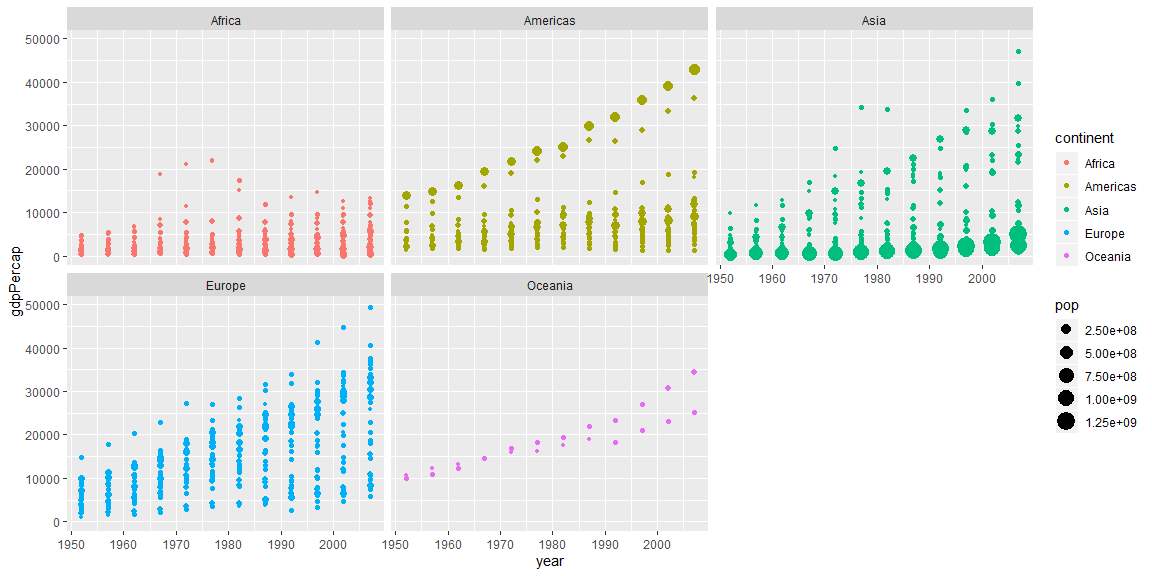 Africa Americas Asia
50000
40000
30000
20000
10000
0
1950 1960 1970 1980 1990 2000
Europe Oceania
50000
40000
30000
20000
10000
0
1950 1960 1970 1980 1990 2000 1950 1960 1970 1980 1990 2000
year
gdpPercap
continent
Africa
Americas
Asia
Europe
Oceania
pop
2.50e+08
5.00e+08
7.50e+08
1.00e+09
1.25e+09